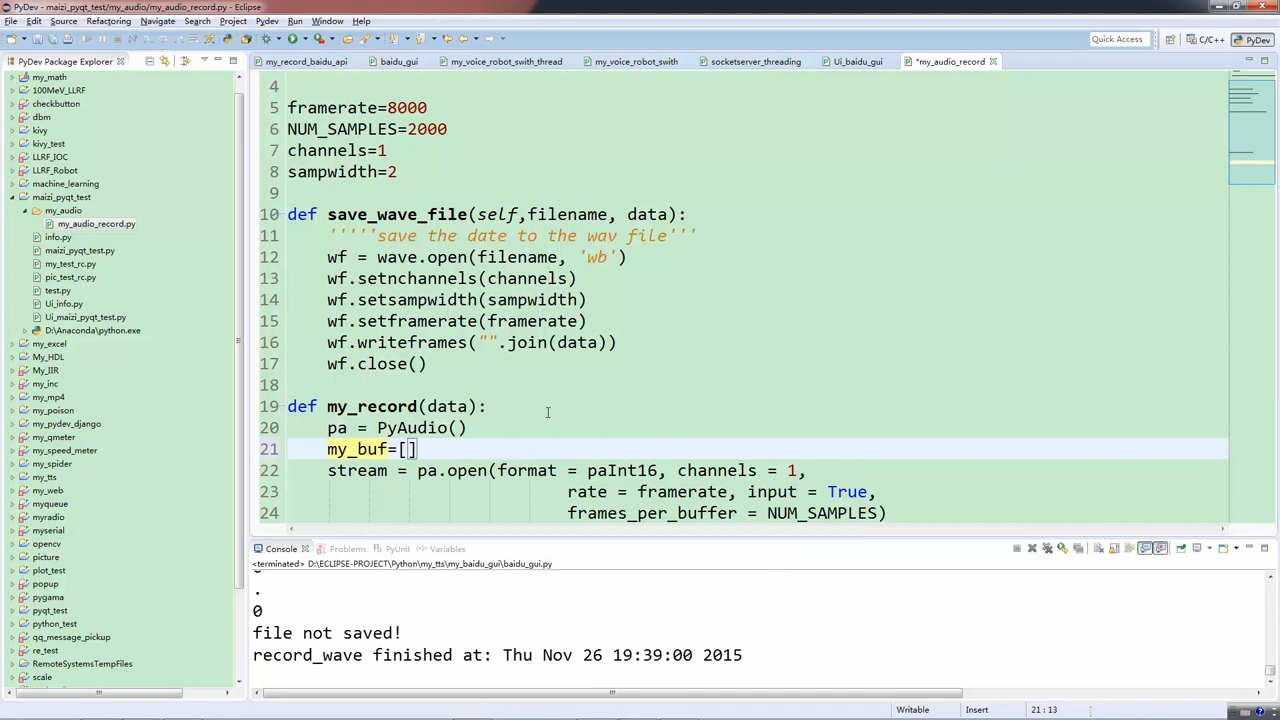 PyDev - maizi_pyqt_test/my_audio/my_audio_record.py - Eclipse
File Edit Source Refactoring Navigate Search Project Pydev Run Window Help
Quick Access C/C++ PyDev
PyDev Package Explorer
my_math
100MeV_LLRF
checkbutton
dbm
kivy
kivy_test
LLRF_IOC
LLRF_Robot
machine_learning
maizi_pyqt_test
my_audio
my_audio_record.py
info.py
maizi_pyqt_test.py
my_test_rc.py
pic_test_rc.py
test.py
Ui_info.py
Ui_maizi_pyqt_test.py
D:\Anaconda\python.exe
my_excel
My_HDL
My_IIR
my_inc
my_mp4
my_poison
my_pydev_django
my_qmeter
my_speed_meter
my_spider
my_tts
my_web
myqueue
myradio
myserial
opencv
picture
plot_test
popup
pygama
pyqt_test
python_test
qq_message_pickup
re_test
RemoteSystemsTempFiles
scale
my_record_baidu_api baidu_gui my_voice_robot_swith_thread my_voice_robot_swith socketserver_threading Ui_baidu_gui *my_audio_record
4
5 framerate=8000
6 NUM_SAMPLES=2000
7 channels=1
8 sampwidth=2
9
10 def save_wave_file(self,filename, data):
11 '''''save the date to the wav file'''
12 wf = wave.open(filename, 'wb')
13 wf.setnchannels(channels)
14 wf.setsampwidth(sampwidth)
15 wf.setframerate(framerate)
16 wf.writeframes("".join(data))
17 wf.close()
18
19 def my_record(data):
20 pa = PyAudio()
21 my_buf=[]
22 stream = pa.open(format = paInt16, channels = 1,
23 rate = framerate, input = True,
24 frames_per_buffer = NUM_SAMPLES)
Console Problems PyUnit Variables
<terminated> D:\ECLIPSE-PROJECT\Python\my_tts\my_baidu_gui\baidu_gui.py
.
0
file not saved!
record_wave finished at: Thu Nov 26 19:39:00 2015
Writable Insert 21 : 13